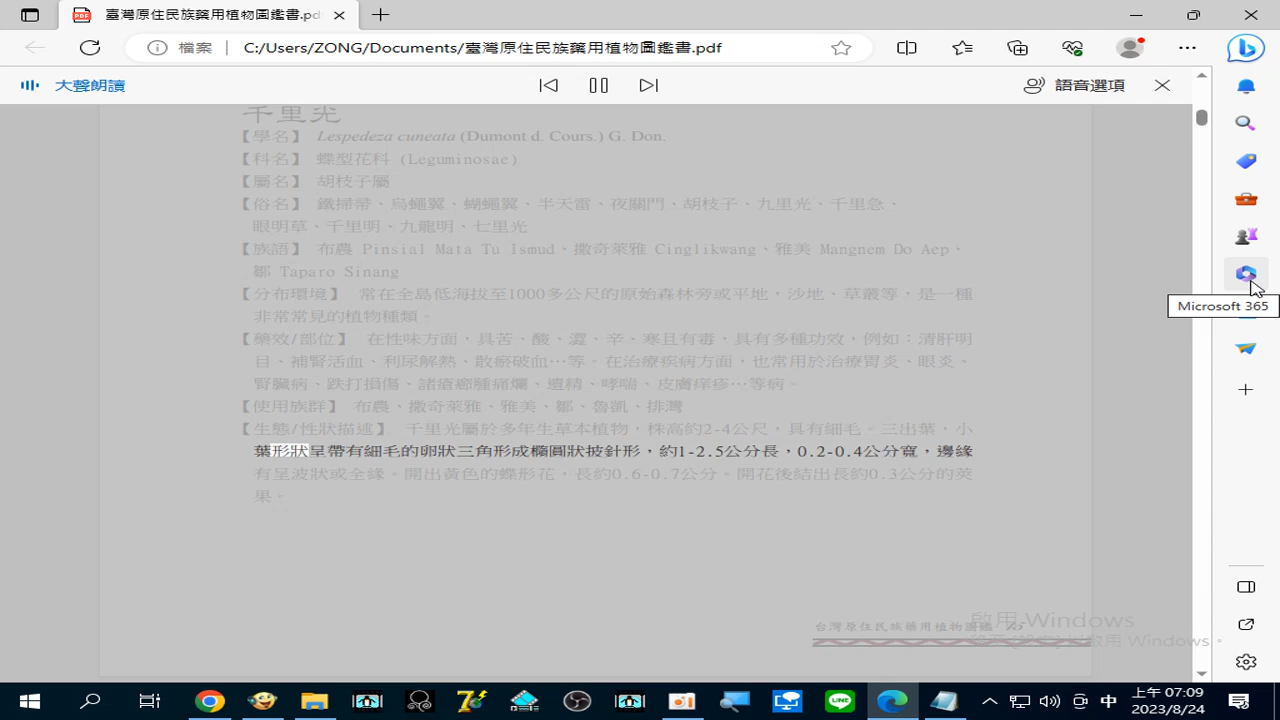 臺灣原住民族藥用植物圖鑑書.pdf
檔案 C:/Users/ZONG/Documents/臺灣原住民族藥用植物圖鑑書.pdf
大聲朗讀
語音選項
千里光
【學名】 Lespedeza cuneata (Dumont d. Cours.) G. Don.
【科名】 蝶型花科 (Leguminosae)
【屬名】 胡枝子屬
【俗名】 鐵掃帚、烏蠅翼、蝴蠅翼、半天雷、夜關門、胡枝子、九里光、千里急、
眼明草、千里明、九龍明、七里光
【族語】 布農 Pinsial Mata Tu Ismud、撒奇萊雅 Cinglikwang、雅美 Mangnem Do Aep、
鄒 Taparo Sinang
【分布環境】 常在全島低海拔至1000多公尺的原始森林旁或平地，沙地、草叢等，是一種
非常常見的植物種類。
【藥效/部位】 在性味方面，具苦、酸、澀、辛、寒且有毒，具有多種功效，例如：清肝明
目、補腎活血、利尿解熱、散瘀破血…等。在治療疾病方面，也常用於治療胃炎、眼炎、
腎臟病、跌打損傷、諸瘡癤腫痛爛、遺精、哮喘、皮膚痒疹…等病。
【使用族群】 布農、撒奇萊雅、雅美、鄒、魯凱、排灣
【生態/性狀描述】 千里光屬於多年生草本植物，株高約2-4公尺，具有細毛。三出葉，小
葉形狀呈帶有細毛的卵狀三角形成橢圓狀披針形，約1-2.5公分長，0.2-0.4公分寬，邊緣
有呈波狀或全緣。開出黃色的蝶形花，長約0.6-0.7公分。開花後結出長約0.3公分的莢
果。
Microsoft 365
台灣原住民族藥用植物圖鑑
啟用 Windows
啟用 Windows。
中
上午 07:09
2023/8/24